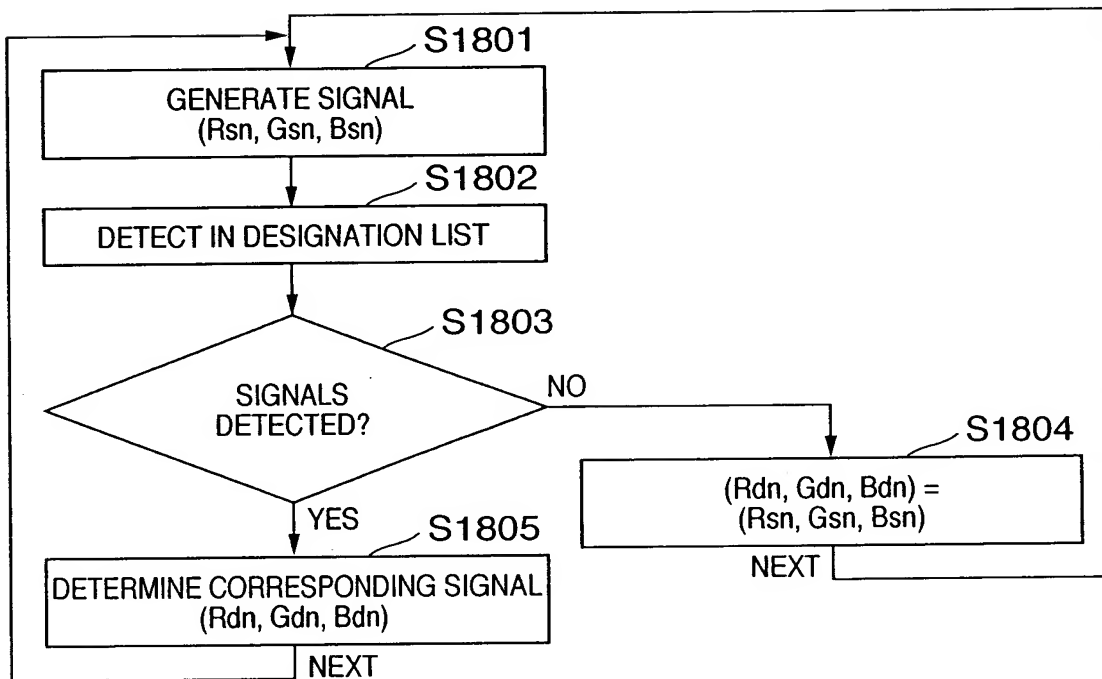 S1801
GENERATE SIGNAL
(Rsn, Gsn, Bsn)
S1802
DETECT IN DESIGNATION LIST
S1803
SIGNALS
DETECTED?
NO
S1804
(Rdn, Gdn, Bdn) =
(Rsn, Gsn, Bsn)
NEXT
YES
S1805
DETERMINE CORRESPONDING SIGNAL
(Rdn, Gdn, Bdn)
NEXT